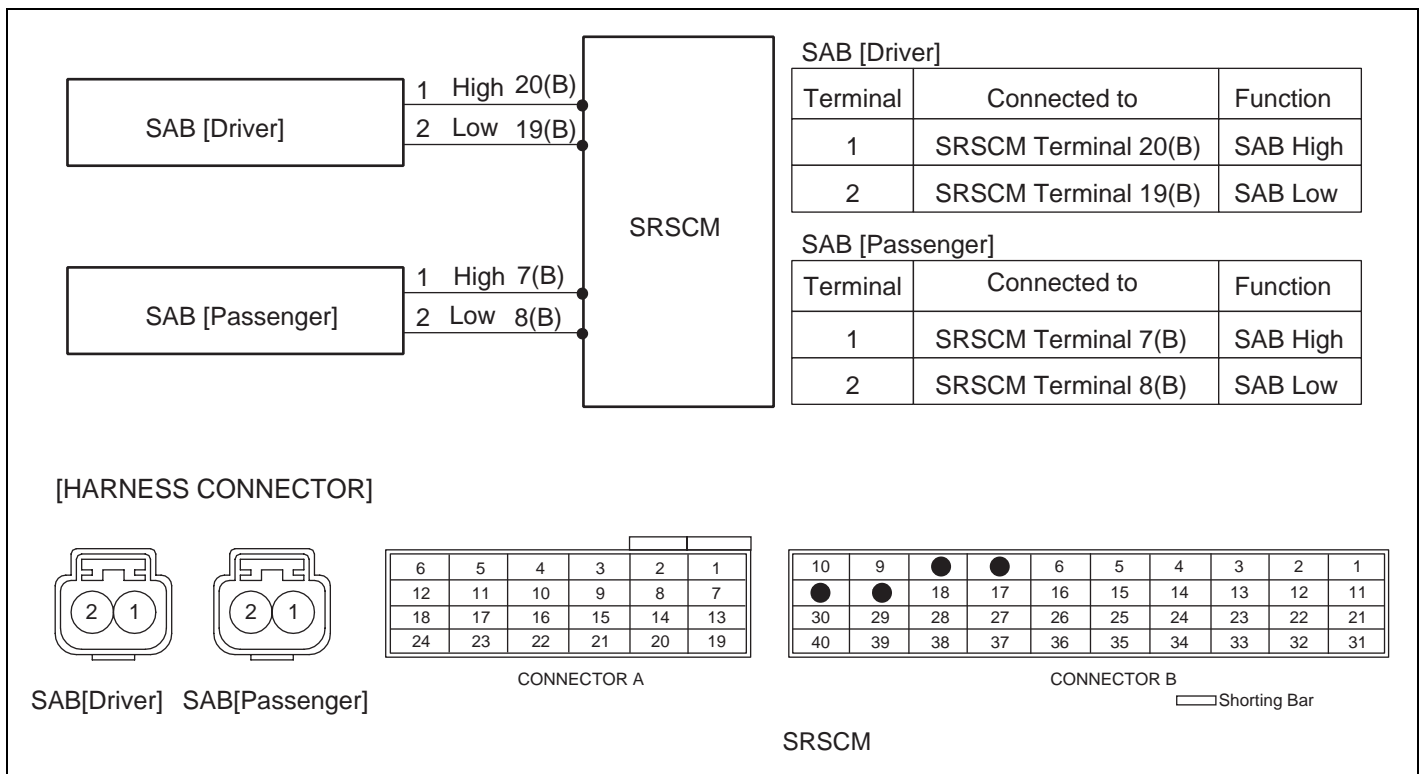 SAB [Driver]
1 High 20(B)
2 Low 19(B)
SAB [Passenger]
1 High 7(B)
2 Low 8(B)
SRSCM
SAB [Driver]
Terminal Connected to Function
1 SRSCM Terminal 20(B) SAB High
2 SRSCM Terminal 19(B) SAB Low
SAB [Passenger]
Terminal Connected to Function
1 SRSCM Terminal 7(B) SAB High
2 SRSCM Terminal 8(B) SAB Low
[HARNESS CONNECTOR]
2 1
SAB[Driver]
2 1
SAB[Passenger]
6 5 4 3 2 1
12 11 10 9 8 7
18 17 16 15 14 13
24 23 22 21 20 19
CONNECTOR A
10 9 6 5 4 3 2 1
18 17 16 15 14 13 12 11
30 29 28 27 26 25 24 23 22 21
40 39 38 37 36 35 34 33 32 31
CONNECTOR B
Shorting Bar
SRSCM